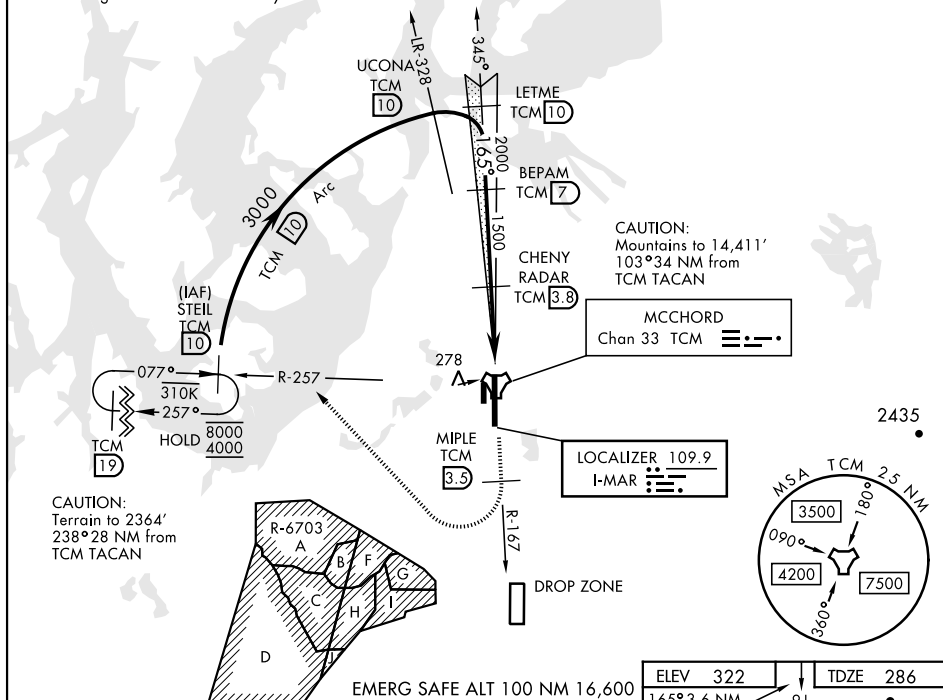 LR-328
345°
UCONA
TCM
10
LETME
TCM 10
2000
165°
BEPAM
TCM 7
1500
3000
Arc
TCM 10
CAUTION:
Mountains to 14,411'
103°34 NM from
TCM TACAN
CHENY
RADAR
TCM 3.8
(IAF)
STEIL
TCM
10
MCCHORD
Chan 33 TCM
278
077°
R-257
310K
257°
HOLD 8000
4000
TCM
19
2435
MIPLE
TCM
3.5
LOCALIZER 109.9
I-MAR
CAUTION:
Terrain to 2364'
238°28 NM from
TCM TACAN
MSA TCM 25 NM
3500
180°
090°
4200
7500
360°
R-167
R-6703
A
B
F
G
C
H
I
D
J
DROP ZONE
EMERG SAFE ALT 100 NM 16,600
ELEV 322
TDZE 286
165° 3.6 NM